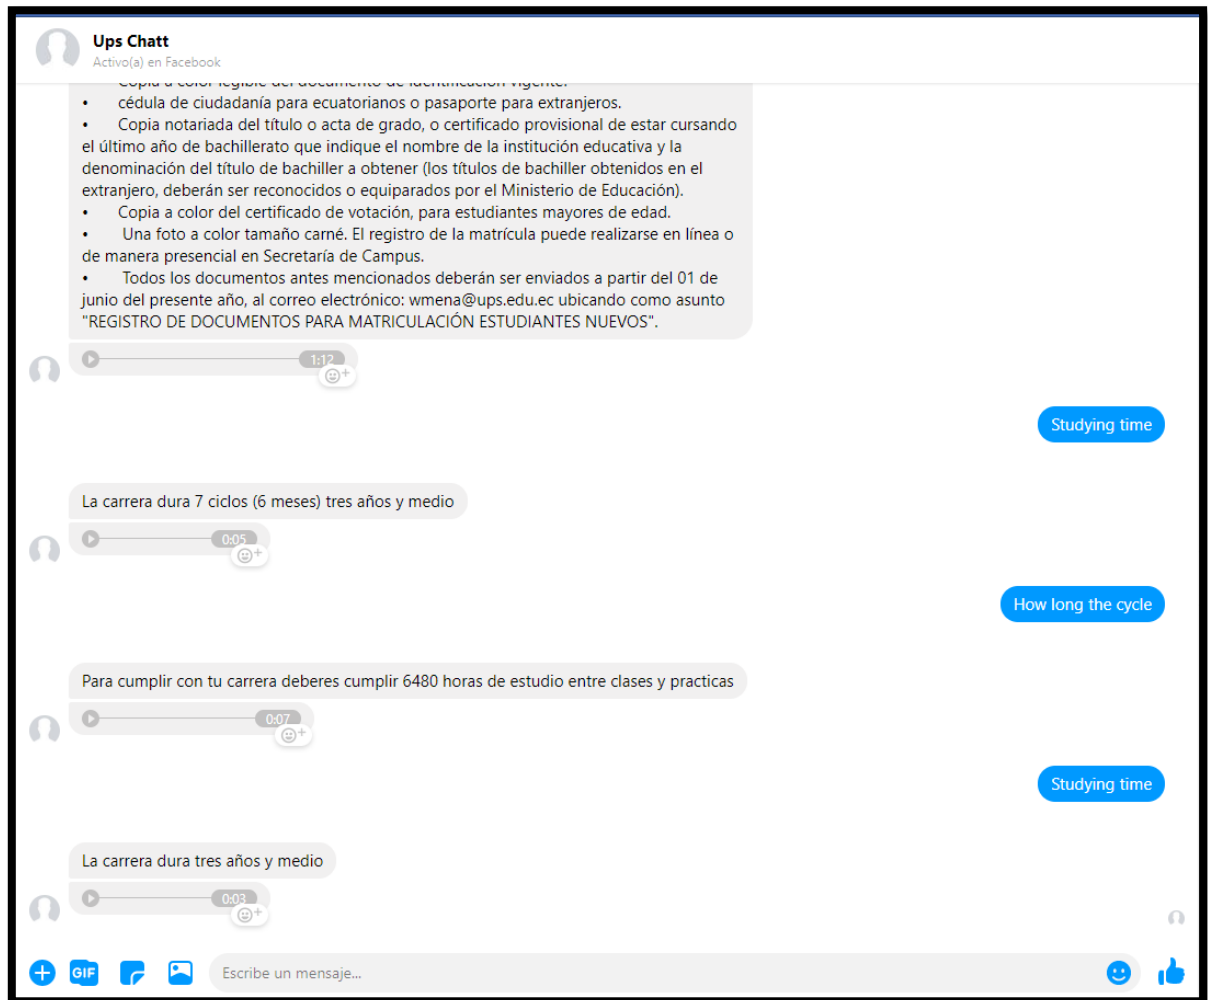 Ups Chatt
Activo(a) en Facebook
Copia a color legible del documento de identificación vigente.
• cédula de ciudadanía para ecuatorianos o pasaporte para extranjeros.
• Copia notariada del título o acta de grado, o certificado provisional de estar cursando
el último año de bachillerato que indique el nombre de la institución educativa y la
denominación del título de bachiller a obtener (los títulos de bachiller obtenidos en el
extranjero, deberán ser reconocidos o equiparados por el Ministerio de Educación).
• Copia a color del certificado de votación, para estudiantes mayores de edad.
• Una foto a color tamaño carné. El registro de la matrícula puede realizarse en línea o
de manera presencial en Secretaría de Campus.
• Todos los documentos antes mencionados deberán ser enviados a partir del 01 de
junio del presente año, al correo electrónico: wmena@ups.edu.ec ubicando como asunto
"REGISTRO DE DOCUMENTOS PARA MATRICULACIÓN ESTUDIANTES NUEVOS".
1:12
Studying time
La carrera dura 7 ciclos (6 meses) tres años y medio
0:05
How long the cycle
Para cumplir con tu carrera deberes cumplir 6480 horas de estudio entre clases y practicas
0:07
Studying time
La carrera dura tres años y medio
0:03
GIF
Escribe un mensaje...